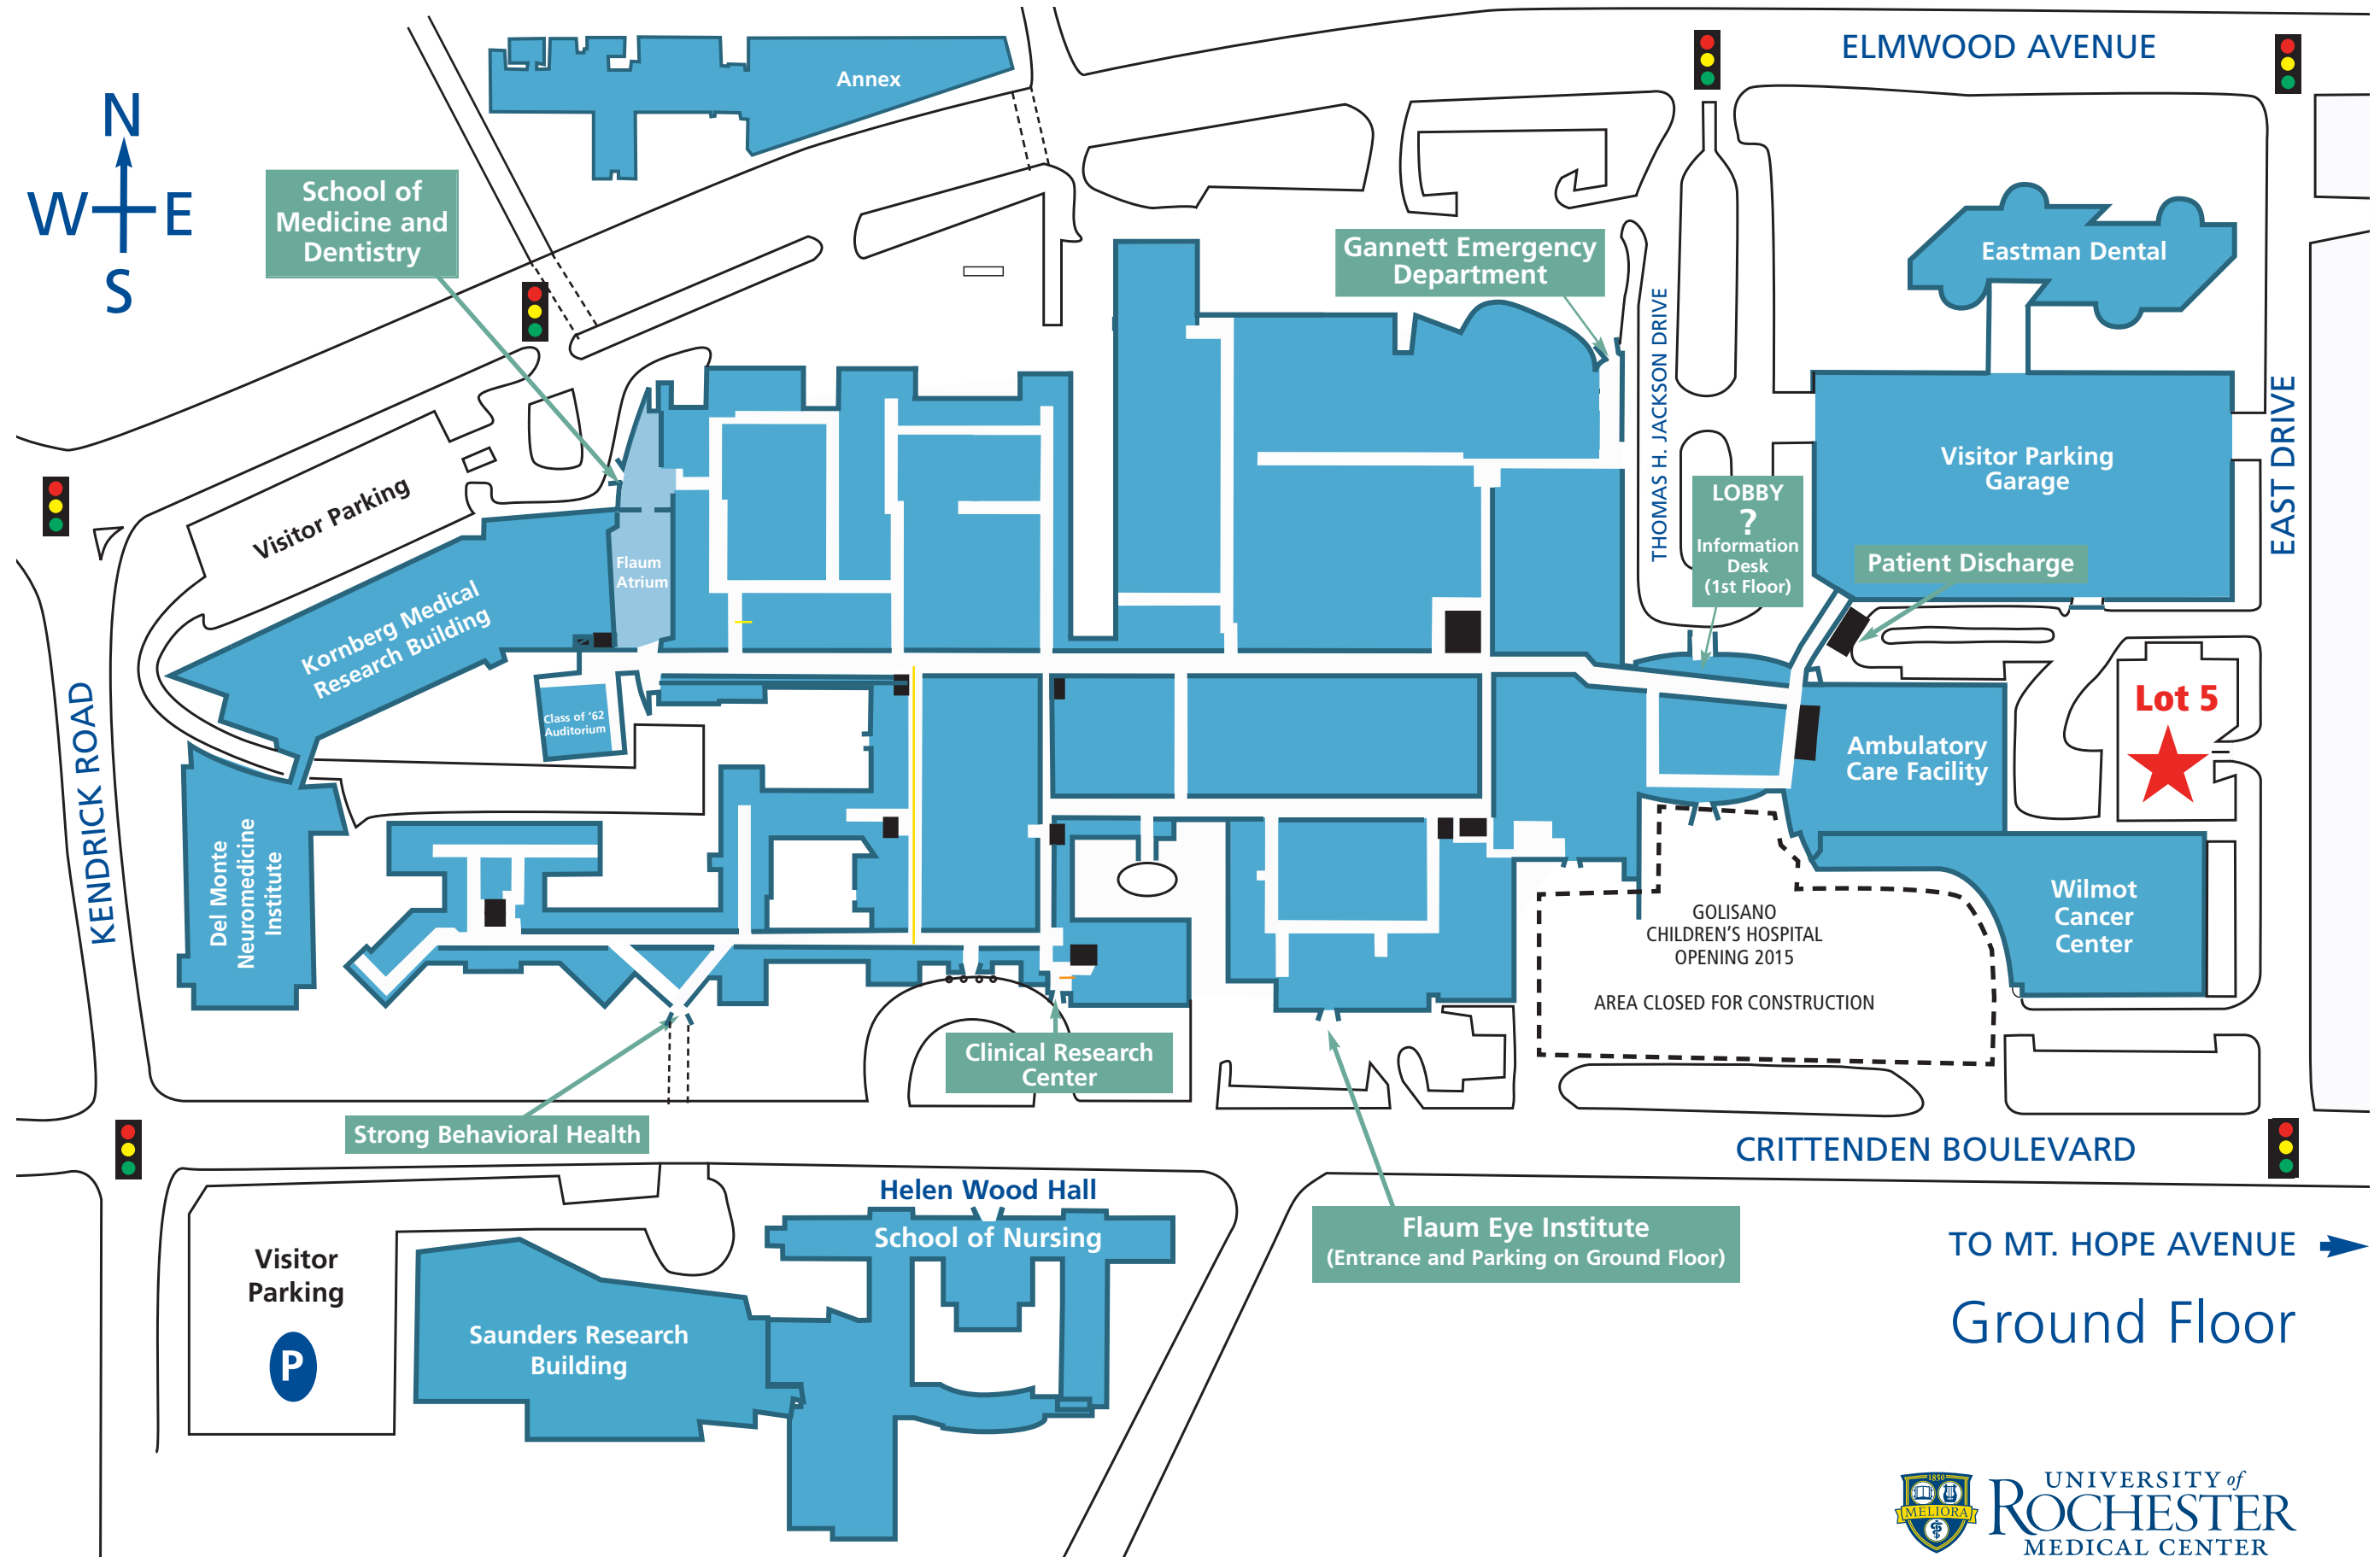 ELMWOOD AVENUE
Annex
N
W
E
S
School of
Medicine and
Dentistry
Gannett Emergency
Department
Eastman Dental
THOMAS H. JACKSON DRIVE
EAST DRIVE
Visitor Parking
Garage
LOBBY
?
Information
Desk
(1st Floor)
Patient Discharge
Visitor Parking
Flaum
Atrium
Kornberg Medical
Research Building
Class of '62
Auditorium
KENDRICK ROAD
Lot 5
Ambulatory
Care Facility
Del Monte
Neuromedicine
Institute
Wilmot
Cancer
Center
GOLISANO
CHILDREN'S HOSPITAL
OPENING 2015
AREA CLOSED FOR CONSTRUCTION
Clinical Research
Center
Strong Behavioral Health
CRITTENDEN BOULEVARD
Helen Wood Hall
School of Nursing
Flaum Eye Institute
(Entrance and Parking on Ground Floor)
TO MT. HOPE AVENUE
Visitor
Parking
P
Saunders Research
Building
Ground Floor
1850
MELIORA
UNIVERSITY of
ROCHESTER
MEDICAL CENTER